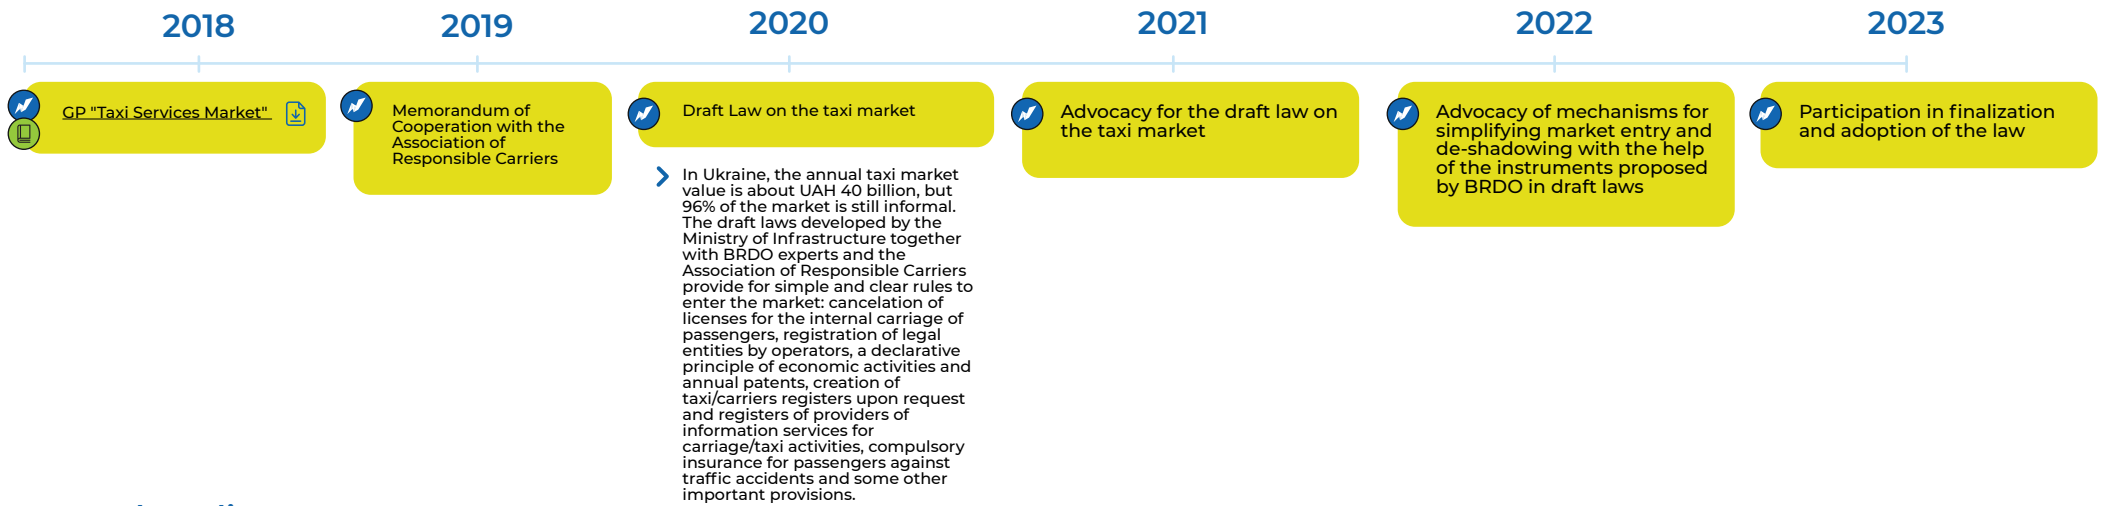 2018
2019
2020
2021
2022
2023
GP "Taxi Services Market"
Memorandum of
Cooperation with the
Association of
Responsible Carriers
Draft Law on the taxi market
In Ukraine, the annual taxi market
value is about UAH 40 billion, but
96% of the market is still informal.
The draft laws developed by the
Ministry of Infrastructure together
with BRDO experts and the
Association of Responsible Carriers
provide for simple and clear rules to
enter the market: cancelation of
licenses for the internal carriage of
passengers, registration of legal
entities by operators, a declarative
principle of economic activities and
annual patents, creation of
taxi/carriers registers upon request
and registers of providers of
information services for
carriage/taxi activities, compulsory
insurance for passengers against
traffic accidents and some other
important provisions.
Advocacy for the draft law on
the taxi market
Advocacy of mechanisms for
simplifying market entry and
de-shadowing with the help
of the instruments proposed
by BRDO in draft laws
Participation in finalization
and adoption of the law